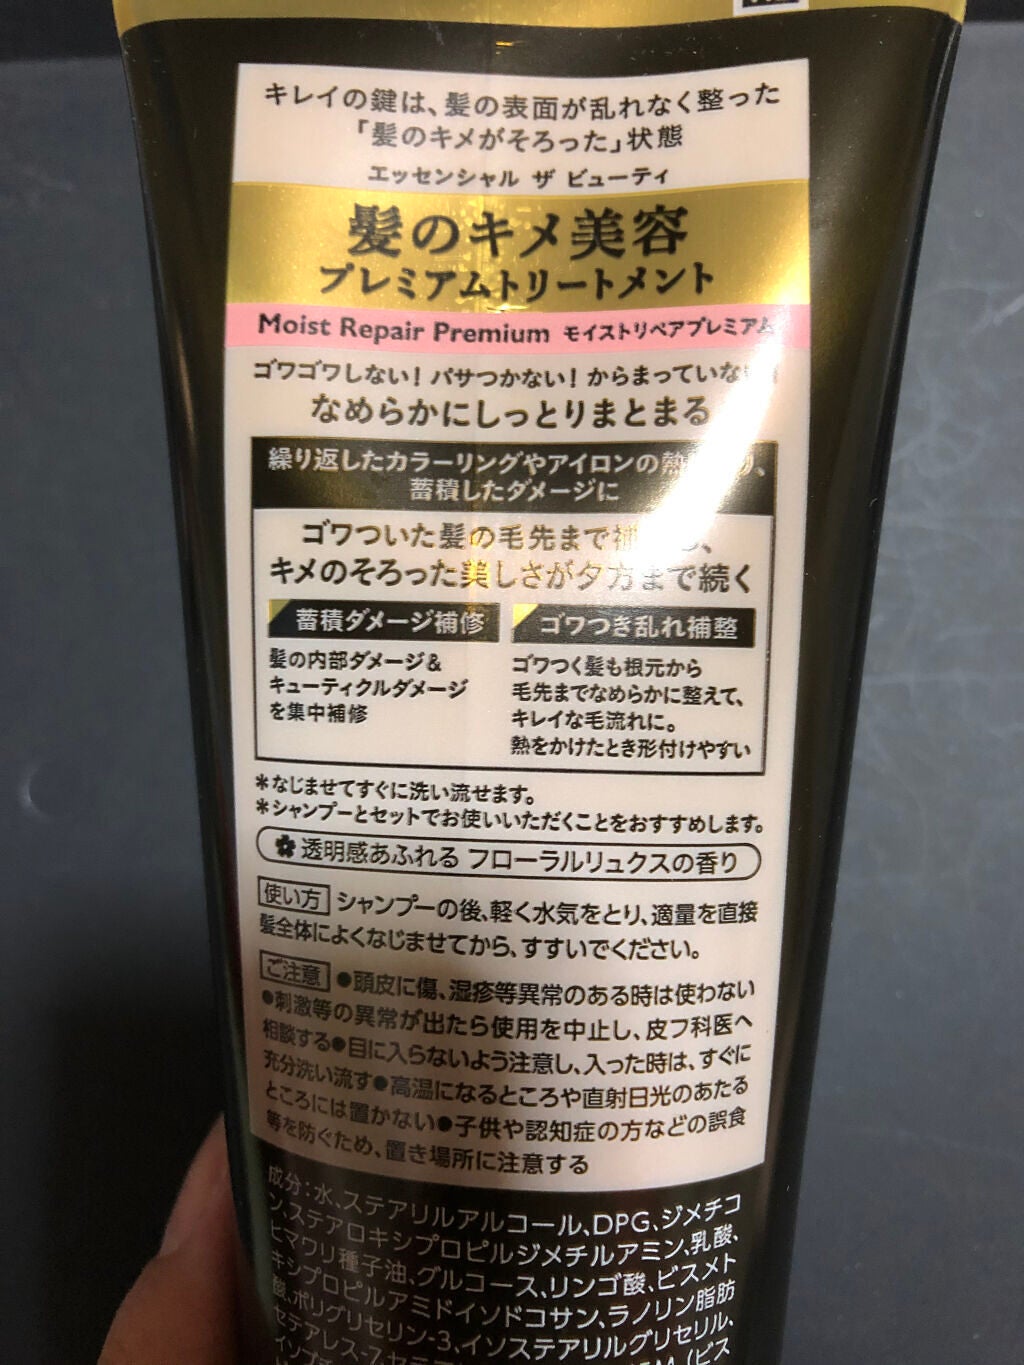 キレイの鍵は、髪の表面が乱れなく整った
「髪のキメがそろった」状態
エッセンシャル ザ ビューティ
髪のキメ美容
プレミアムトリートメント
Moist Repair Premium モイストリペアプレミアム
ゴワゴワしない！パサつかない！からまっていな
なめらかにしっとりまとまる
繰り返したカラーリングやアイロンの熱
蓄積したダメージに
ゴワついた髪の毛先まで補
キメのそろった美しさが夕方まで続く
蓄積ダメージ補修
髪の内部ダメージ＆
キューティクルダメージ
を集中補修
ゴワつき乱れ補整
ゴワつく髪も根元から
毛先までなめらかに整えて、
キレイな毛流れに。
熱をかけたとき形付けやすい
＊なじませてすぐに洗い流せます。
＊シャンプーとセットでお使いいただくことをおすすめします。
透明感あふれる フローラルリュクスの香り
使い方 シャンプーの後、軽く水気をとり、適量を直接
髪全体によくなじませてから、すすいでください。
ご注意 ●頭皮に傷、湿疹等異常のある時は使わない
●刺激等の異常が出たら使用を中止し、皮フ科医へ
相談する●目に入らないよう注意し、入った時は、すぐに
充分洗い流す●高温になるところや直射日光のあたる
ところには置かない●子供や認知症の方などの誤食
等を防ぐため、置き場所に注意する
成分：水、ステアリルアルコール、DPG、ジメチコ
ン、ステアロキシプロピルジメチルアミン、乳酸、
ヒマワリ種子油、グルコース、リンゴ酸、ビスメト
キシプロピルアミドイソドコサン、ラノリン脂肪
酸、ポリグリセリン-3、イソステアリルグリセリル、
セテアレス-7、セテ